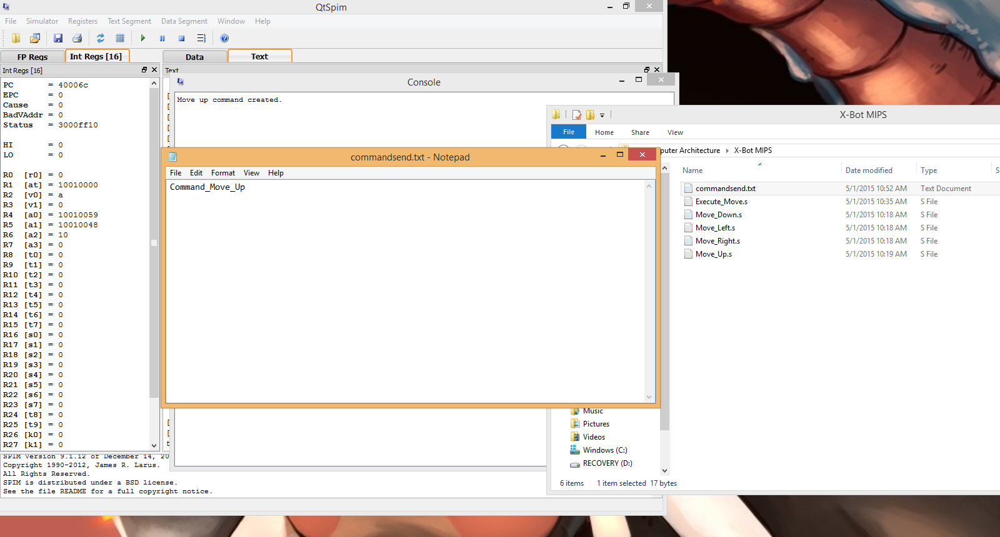 QtSpim
File Simulator Registers Text Segment Data Segment Window Help
FP Regs Int Regs [16] Data Text
Int Regs [16] Text
PC = 40006c
EPC = 0
Cause = 0
BadVAddr = 0
Status = 3000ff10
HI = 0
LO = 0
R0 [r0] = 0
R1 [at] = 10010000
R2 [v0] = a
R3 [v1] = 0
R4 [a0] = 10010059
R5 [a1] = 10010048
R6 [a2] = 10
R7 [a3] = 0
R8 [t0] = 0
R9 [t1] = 0
R10 [t2] = 0
R11 [t3] = 0
R12 [t4] = 0
R13 [t5] = 0
R14 [t6] = 0
R15 [t7] = 0
R16 [s0] = 0
R17 [s1] = 0
R18 [s2] = 0
R19 [s3] = 0
R20 [s4] = 0
R21 [s5] = 0
R22 [s6] = 0
R23 [s7] = 0
R24 [t8] = 0
R25 [t9] = 0
R26 [k0] = 0
R27 [k1] = 0
SPIM Version 9.1.12 of December 14, 20
Copyright 1990-2012, James R. Larus.
All Rights Reserved.
SPIM is distributed under a BSD license.
See the file README for a full copyright notice.
Console
Move up command created.
commandsend.txt - Notepad
File Edit Format View Help
Command_Move_Up
X-Bot MIPS
File Home Share View
puter Architecture X-Bot MIPS
Name Date modified Type S
commandsend.txt 5/1/2015 10:52 AM Text Document
Execute_Move.s 5/1/2015 10:35 AM S File
Move_Down.s 5/1/2015 10:18 AM S File
Move_Left.s 5/1/2015 10:18 AM S File
Move_Right.s 5/1/2015 10:18 AM S File
Move_Up.s 5/1/2015 10:19 AM S File
Music
Pictures
Videos
Windows (C:)
RECOVERY (D:)
6 items 1 item selected 17 bytes